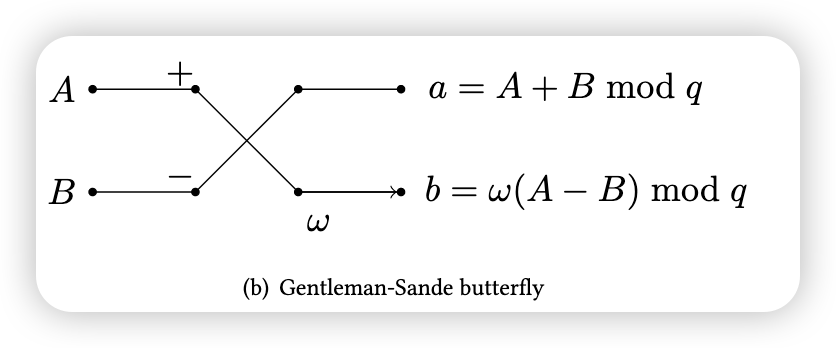 +
A a = A + B mod q
−
B b = ω(A − B) mod q
ω
(b) Gentleman-Sande butterfly